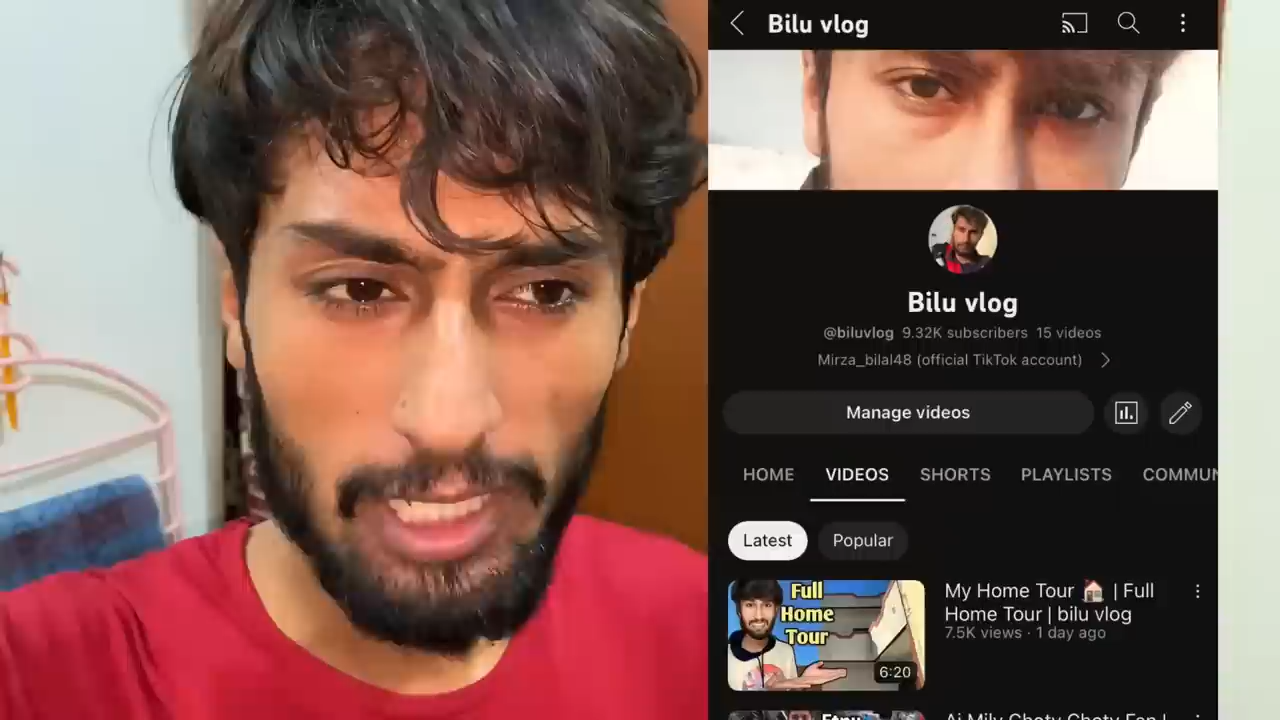 Bilu vlog
Bilu vlog
@biluvlog 9.32K subscribers 15 videos
Mirza_bilal48 (official TikTok account)
Manage videos
HOME VIDEOS SHORTS PLAYLISTS COMMUN
Latest Popular
Full
Home
Tour
6:20
My Home Tour 🏠 | Full
Home Tour | bilu vlog
7.5K views · 1 day ago